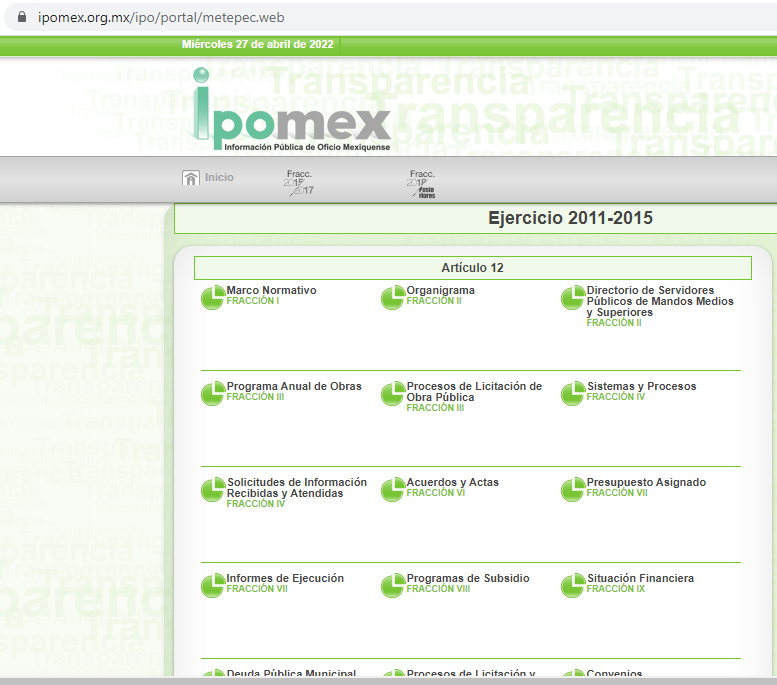 ipomex.org.mx/ipo/portal/metepec.web
Miércoles 27 de abril de 2022
Transparencia
ipomex
Información Pública de Oficio Mexiquense
Inicio
Fracc.
2015
2017
Fracc.
2017
Poste
riores
Ejercicio 2011-2015
Artículo 12
Marco Normativo
FRACCIÓN I
Organigrama
FRACCIÓN II
Directorio de Servidores
Públicos de Mandos Medios
y Superiores
FRACCIÓN II
Programa Anual de Obras
FRACCIÓN III
Procesos de Licitación de
Obra Pública
FRACCIÓN III
Sistemas y Procesos
FRACCIÓN IV
Solicitudes de Información
Recibidas y Atendidas
FRACCIÓN IV
Acuerdos y Actas
FRACCIÓN VI
Presupuesto Asignado
FRACCIÓN VII
Informes de Ejecución
FRACCIÓN VII
Programas de Subsidio
FRACCIÓN VIII
Situación Financiera
FRACCIÓN IX
Deuda Pública Municipal
Procesos de Licitación y
Convenios